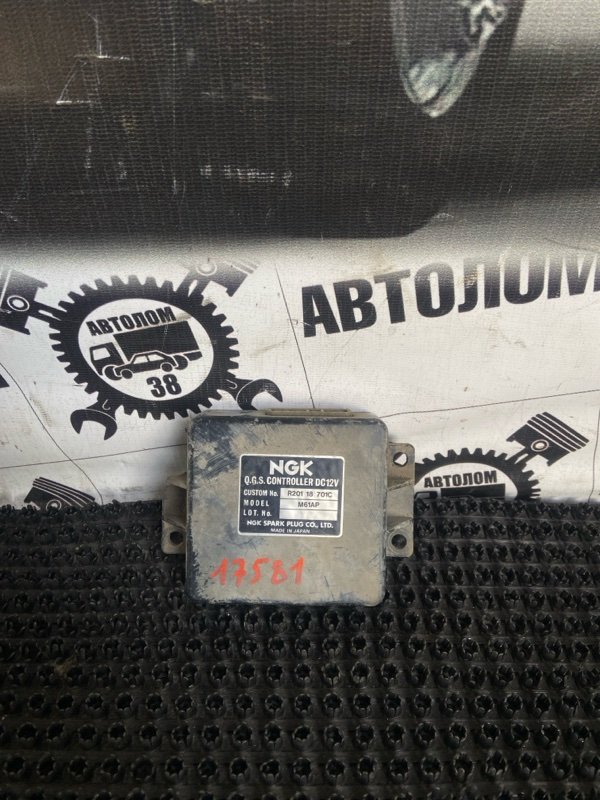 АВТОЛОМ
АВТОЛОМ
38
NGK
Q.G.S. CONTROLLER DC12V
CUSTOM No. R201 18 701C
MODEL M61AP
LOT. No.
NGK SPARK PLUG CO., LTD.
MADE IN JAPAN
17581